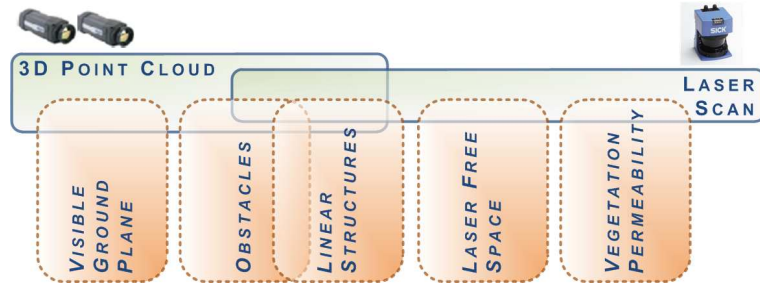 SICK
3D POINT CLOUD
LASER
SCAN
VISIBLE
GROUND
PLANE
OBSTACLES
LINEAR
STRUCTURES
LASER FREE
SPACE
VEGETATION
PERMEABILITY